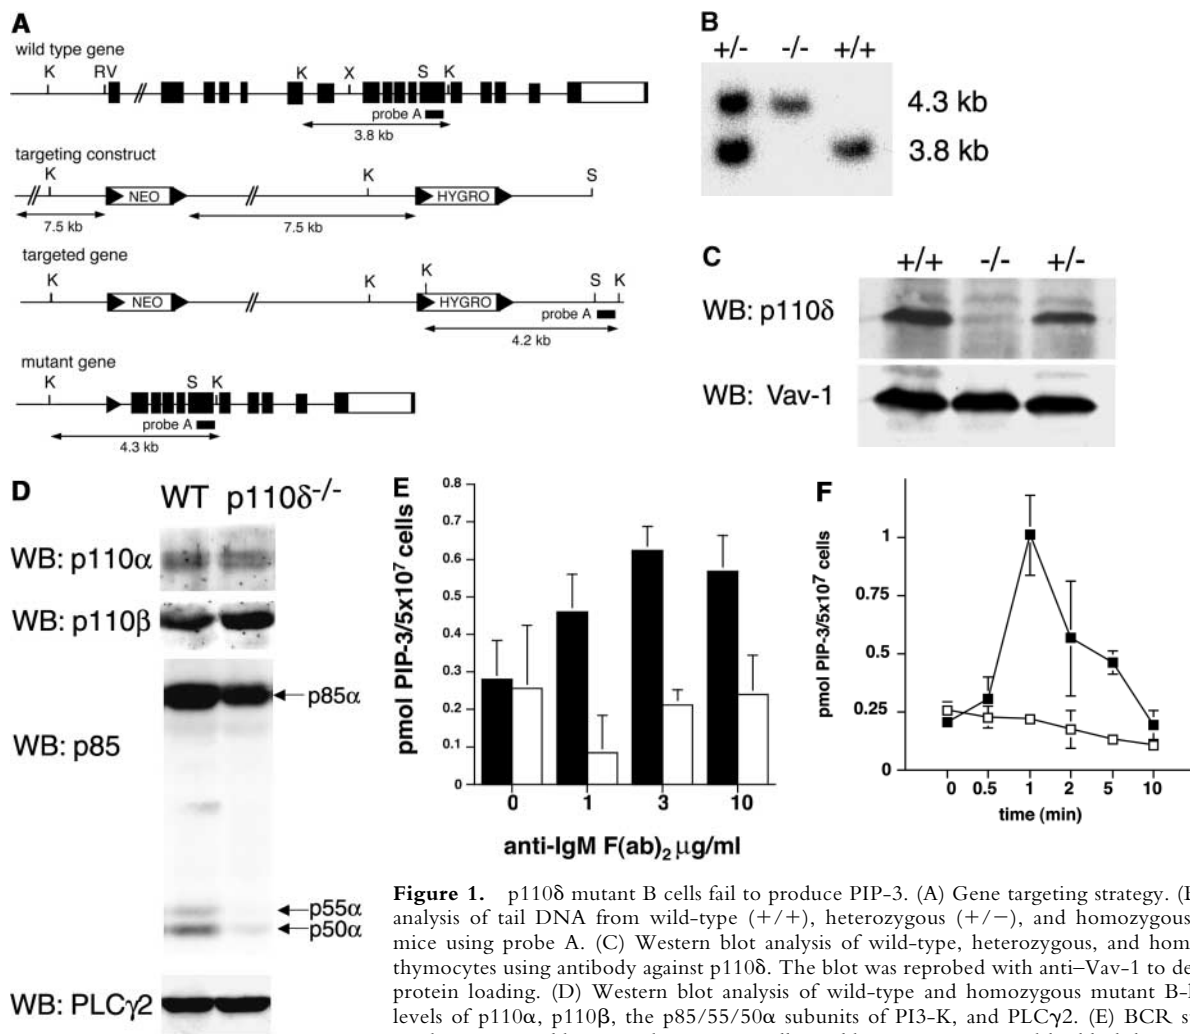 A
wild type gene
K RV K X S K
probe A
3.8 kb
targeting construct
K K S
NEO HYGRO
7.5 kb 7.5 kb
targeted gene
K K K S K
NEO HYGRO
probe A
4.2 kb
mutant gene
K S K
probe A
4.3 kb
B
+/- -/- +/+
4.3 kb
3.8 kb
C
+/+ -/- +/-
WB: p110δ
WB: Vav-1
D
WT p110δ-/-
WB: p110α
WB: p110β
p85α
WB: p85
p55α
p50α
WB: PLCγ2
E
pmol PIP-3/5x10⁷ cells
0.8
0.7
0.6
0.5
0.4
0.3
0.2
0.1
0
0 1 3 10
anti-IgM F(ab)₂ μg/ml
F
pmol PIP-3/5x10⁷ cells
1
0.75
0.5
0.25
0
0 0.5 1 2 5 10
time (min)
Figure 1. p110δ mutant B cells fail to produce PIP-3. (A) Gene targeting strategy.
analysis of tail DNA from wild-type (+/+), heterozygous (+/−), and homozygous
mice using probe A. (C) Western blot analysis of wild-type, heterozygous, and hom
thymocytes using antibody against p110δ. The blot was reprobed with anti–Vav-1 to de
protein loading. (D) Western blot analysis of wild-type and homozygous mutant B-
levels of p110α, p110β, the p85/55/50α subunits of PI3-K, and PLCγ2. (E) BCR s